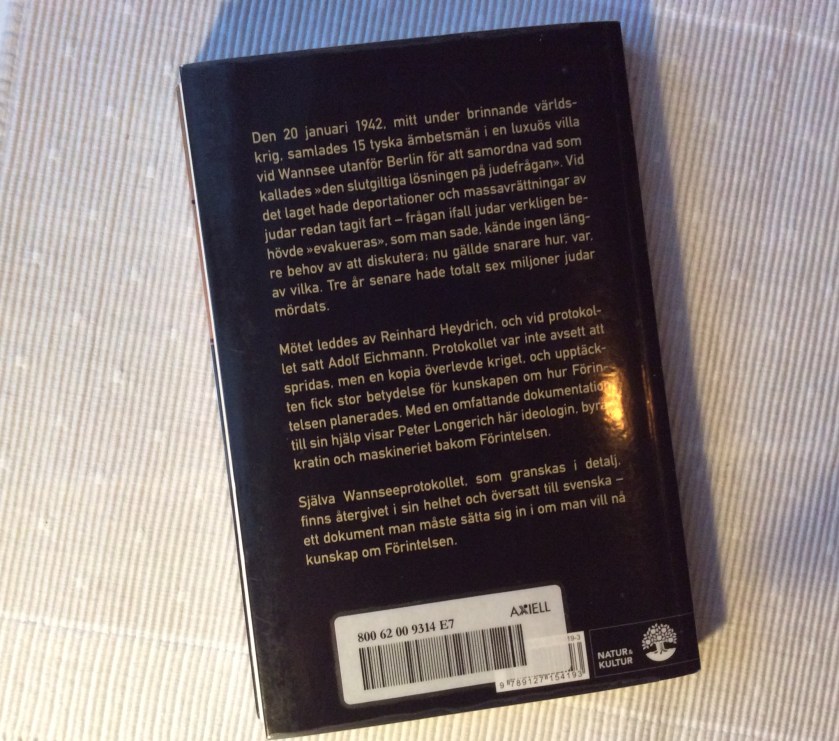 Den 20 januari 1942, mitt under brinnande världs-
krig, samlades 15 tyska ämbetsmän i en luxuös villa
vid Wannsee utanför Berlin för att samordna vad som
kallades »den slutgiltiga lösningen på judefrågan». Vid
det laget hade deportationer och massavrättningar av
judar redan tagit fart – frågan ifall judar verkligen be-
hövde »evakueras», som man sade, kände ingen läng-
re behov av att diskutera; nu gällde snarare hur, var,
av vilka. Tre år senare hade totalt sex miljoner judar
mördats.
Mötet leddes av Reinhard Heydrich, och vid protokol-
let satt Adolf Eichmann. Protokollet var inte avsett att
spridas, men en kopia överlevde kriget, och upptäck-
ten fick stor betydelse för kunskapen om hur Förin-
telsen planerades. Med en omfattande dokumentation
till sin hjälp visar Peter Longerich här ideologin, byrå-
kratin och maskineriet bakom Förintelsen.
Själva Wannseeprotokollet, som granskas i detalj,
finns återgivet i sin helhet och översatt till svenska –
ett dokument man måste sätta sig in i om man vill nå
kunskap om Förintelsen.
AXIELL
800 62 00 9314 E7
19-3
9 789127 154193
NATUR &
KULTUR